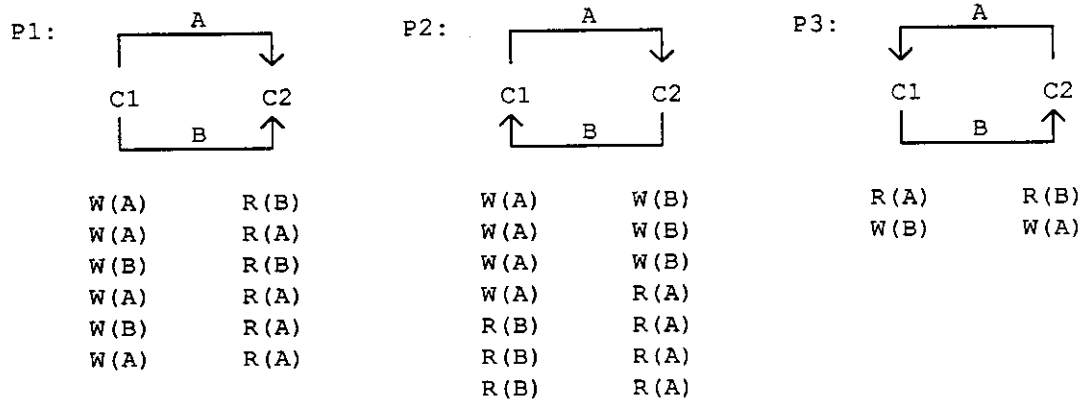 P1: A P2: A P3: A
C1 C2 C1 C2 C1 C2
B B B
W(A) R(B) W(A) W(B) R(A) R(B)
W(A) R(A) W(A) W(B) W(B) W(A)
W(B) R(B) W(A) W(B)
W(A) R(A) W(A) R(A)
W(B) R(A) R(B) R(A)
W(A) R(A) R(B) R(A)
R(B) R(A)